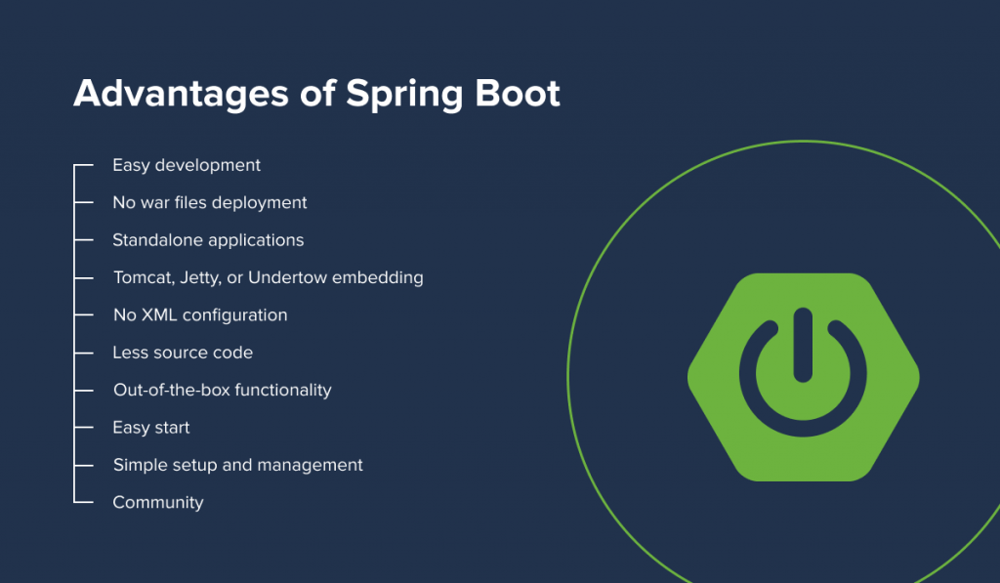 Advantages of Spring Boot
Easy development
No war files deployment
Standalone applications
Tomcat, Jetty, or Undertow embedding
No XML configuration
Less source code
Out-of-the-box functionality
Easy start
Simple setup and management
Community